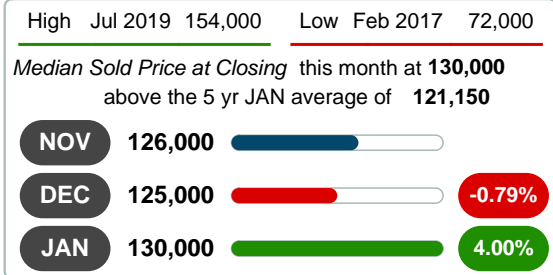 High Jul 2019 154,000 Low Feb 2017 72,000
Median Sold Price at Closing this month at 130,000
above the 5 yr JAN average of 121,150
NOV 126,000
DEC 125,000 -0.79%
JAN 130,000 4.00%